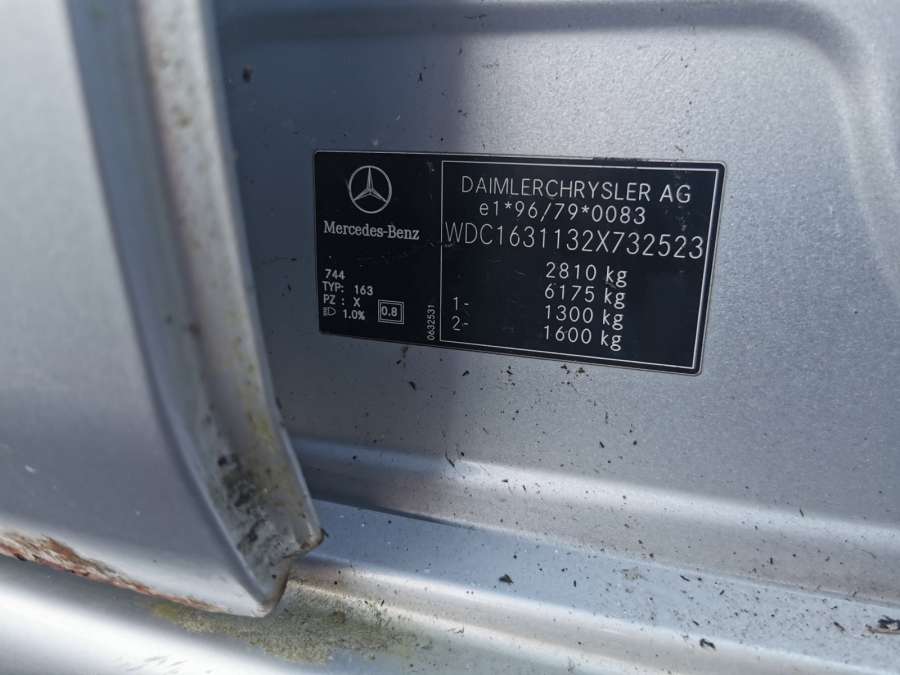 Mercedes-Benz
744
TYP: 163
PZ : X
1.0%
0.8
0632531
DAIMLERCHRYSLER AG
e1*96/79*0083
WDC1631132X732523
2810 kg
6175 kg
1- 1300 kg
2- 1600 kg